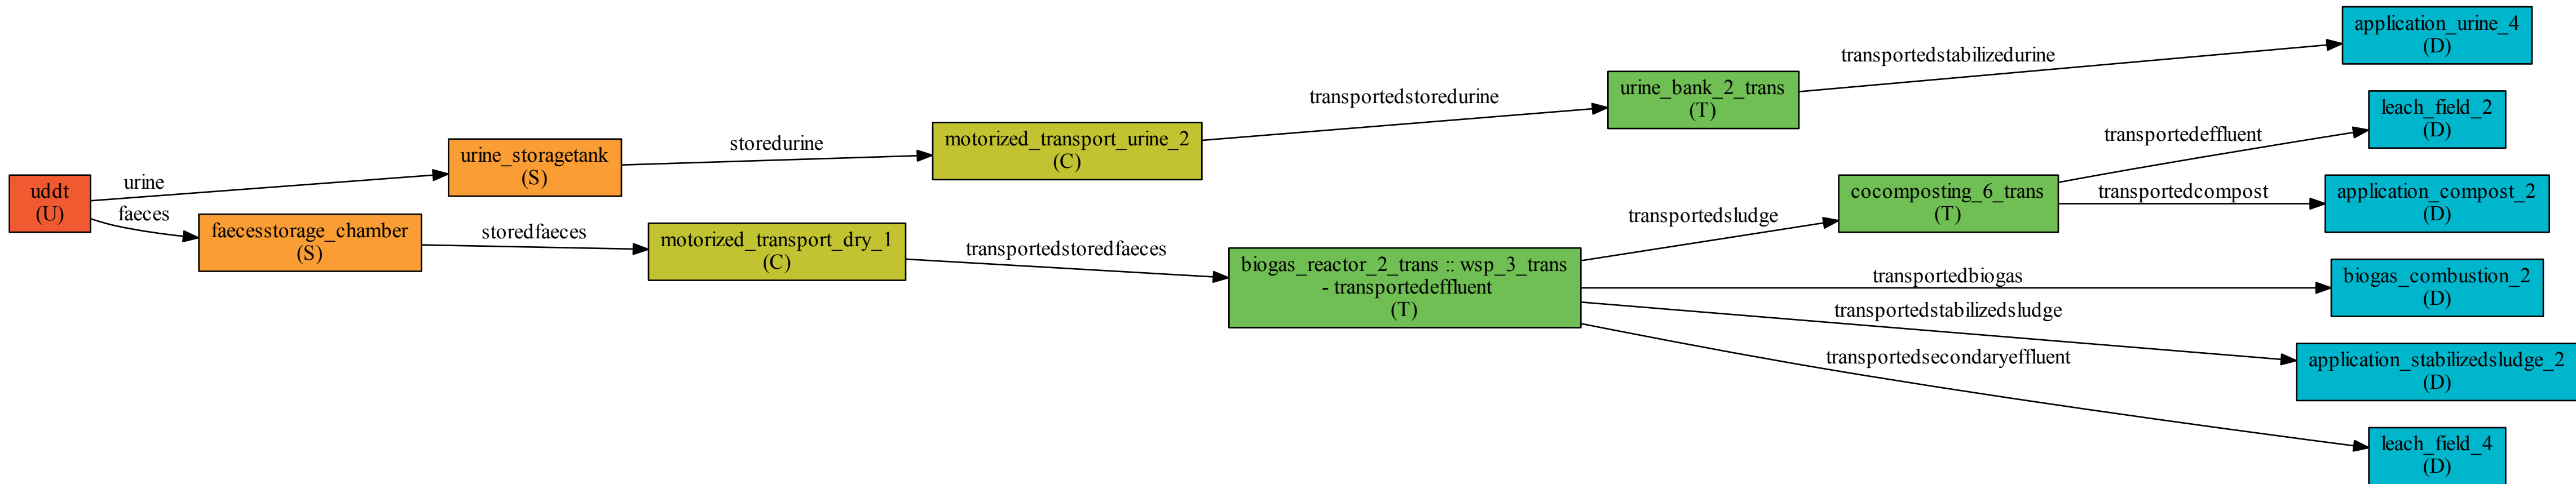 uddt
(U)
urine
faeces
urine_storagetank
(S)
faecesstorage_chamber
(S)
storedurine
storedfaeces
motorized_transport_urine_2
(C)
motorized_transport_dry_1
(C)
transportedstoredurine
transportedstoredfaeces
urine_bank_2_trans
(T)
biogas_reactor_2_trans :: wsp_3_trans
- transportedeffluent
(T)
transportedstabilizedurine
transportedsludge
cocomposting_6_trans
(T)
transportedeffluent
transportedcompost
transportedbiogas
transportedstabilizedsludge
transportedsecondaryeffluent
application_urine_4
(D)
leach_field_2
(D)
application_compost_2
(D)
biogas_combustion_2
(D)
application_stabilizedsludge_2
(D)
leach_field_4
(D)